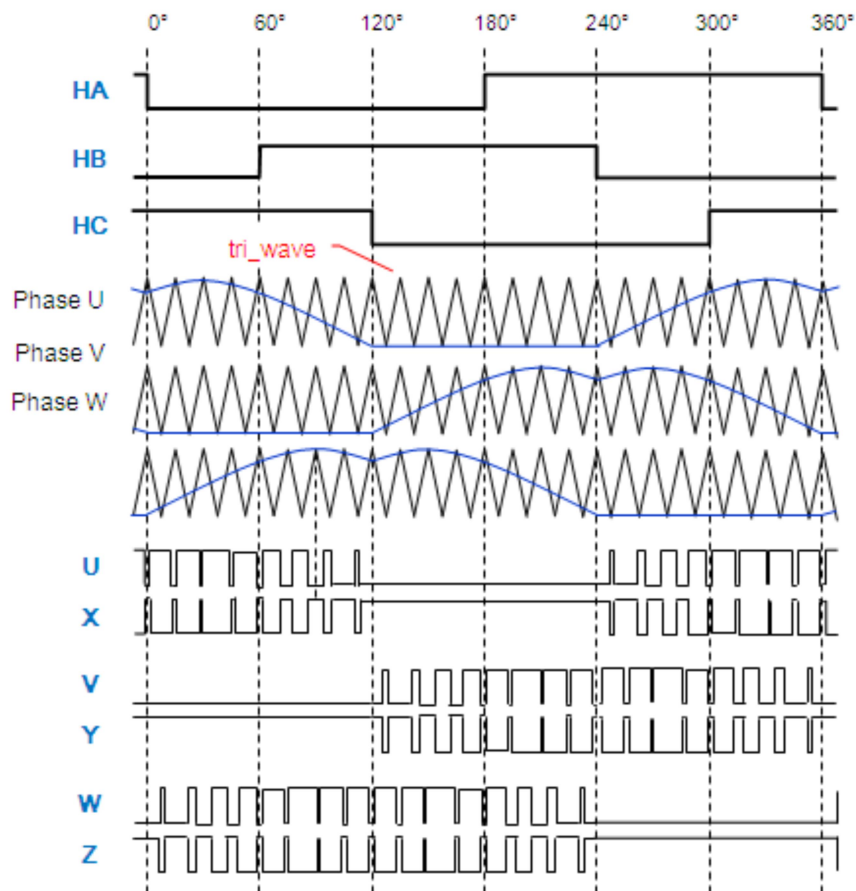 0° 60° 120° 180° 240° 300° 360°
HA
HB
HC
tri_wave
Phase U
Phase V
Phase W
U
X
V
Y
W
Z